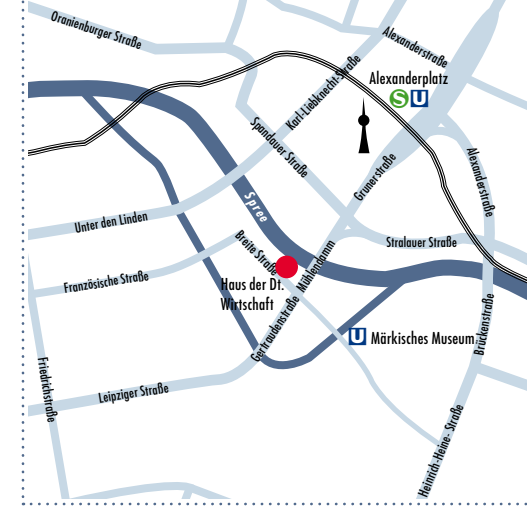 Oranienburger Straße
Alexanderstraße
Karl-Liebknecht-Straße
Alexanderplatz
S U
Spandauer Straße
Grunerstraße
Alexanderstraße
Spree
Unter den Linden
Breite Straße
Stralauer Straße
Französische Straße
Mühlendamm
Haus der Dt.
Wirtschaft
Gertraudenstraße
Brückenstraße
U Märkisches Museum
Friedrichstraße
Leipziger Straße
Heinrich-Heine- Straße